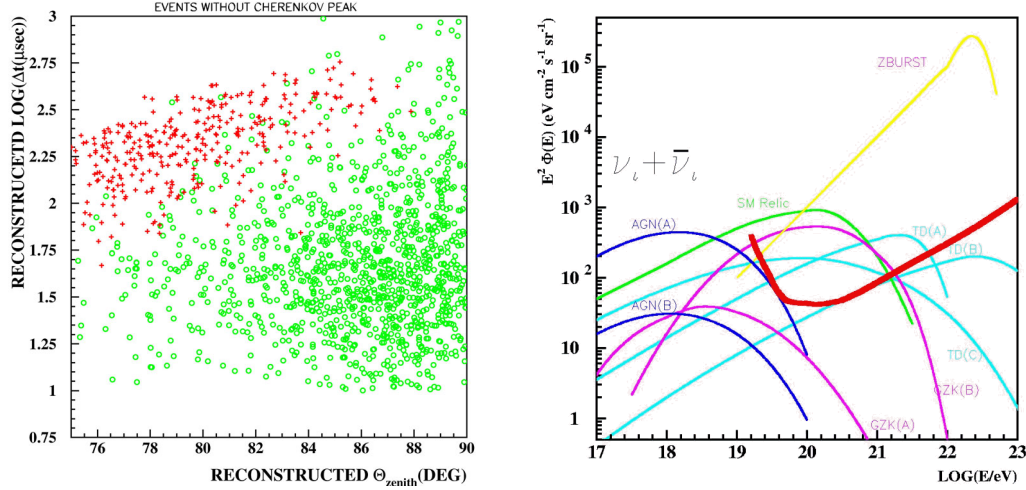 EVENTS WITHOUT CHERENKOV PEAK
RECONSTRUCETID LOG(Δt(μsec)
3
2.75
2.5
2.25
2
1.75
1.5
1.25
1
0.75
76 78 80 82 84 86 88 90
RECONSTRUCTED Θzenith(DEG)
E² Φ(E) (eV cm⁻² s⁻¹ sr⁻¹)
10⁵
10⁴
10³
10²
10
1
ZBURST
ν_ι + ν̄_ι
SM Relic
AGN(A)
TD(A)
TD(B)
AGN(B)
TD(C)
GZK(B)
GZK(A)
17 18 19 20 21 22 23
LOG(E/eV)